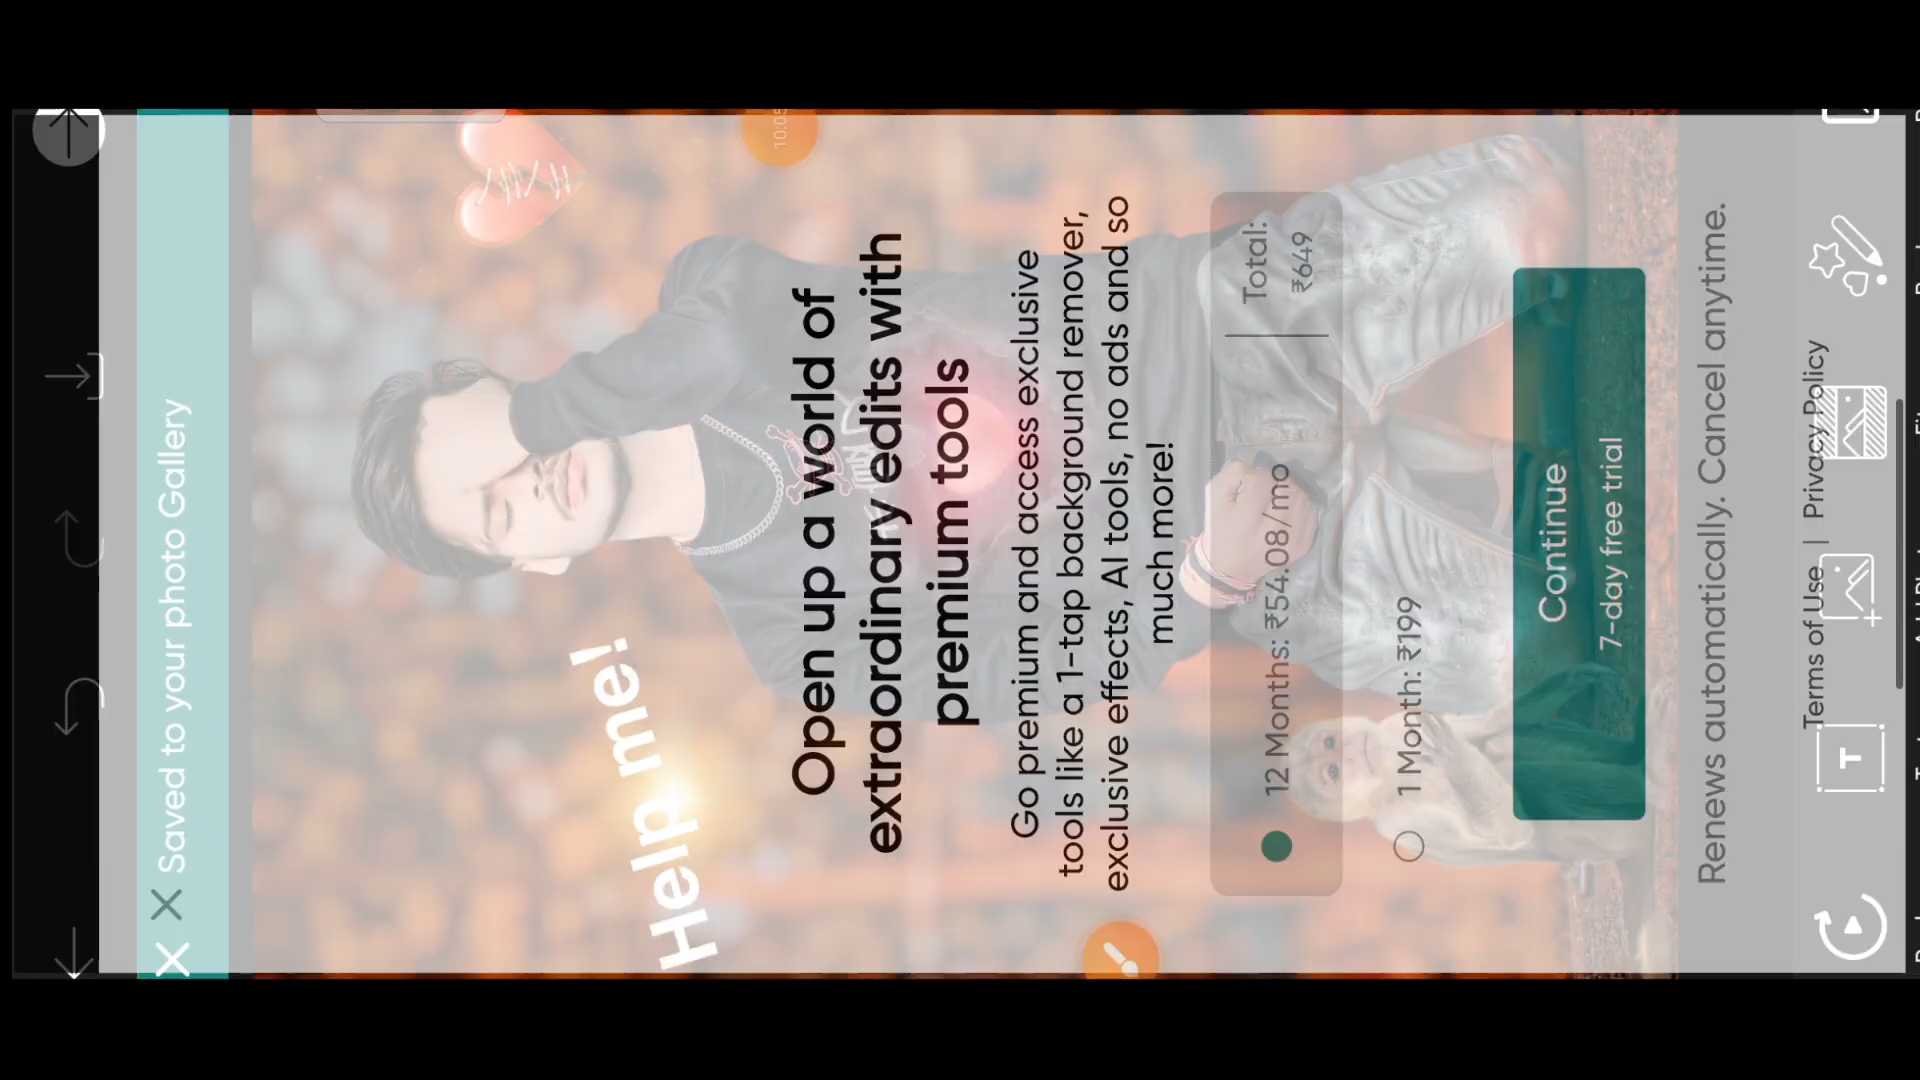 Saved to your photo Gallery
Help me!
10:05
Open up a world of
extraordinary edits with
premium tools
Go premium and access exclusive
tools like a 1-tap background remover,
exclusive effects, AI tools, no ads and so
much more!
12 Months: ₹54.08/mo
Total:
₹649
1 Month: ₹199
Continue
7-day free trial
Renews automatically. Cancel anytime.
Terms of Use | Privacy Policy
T